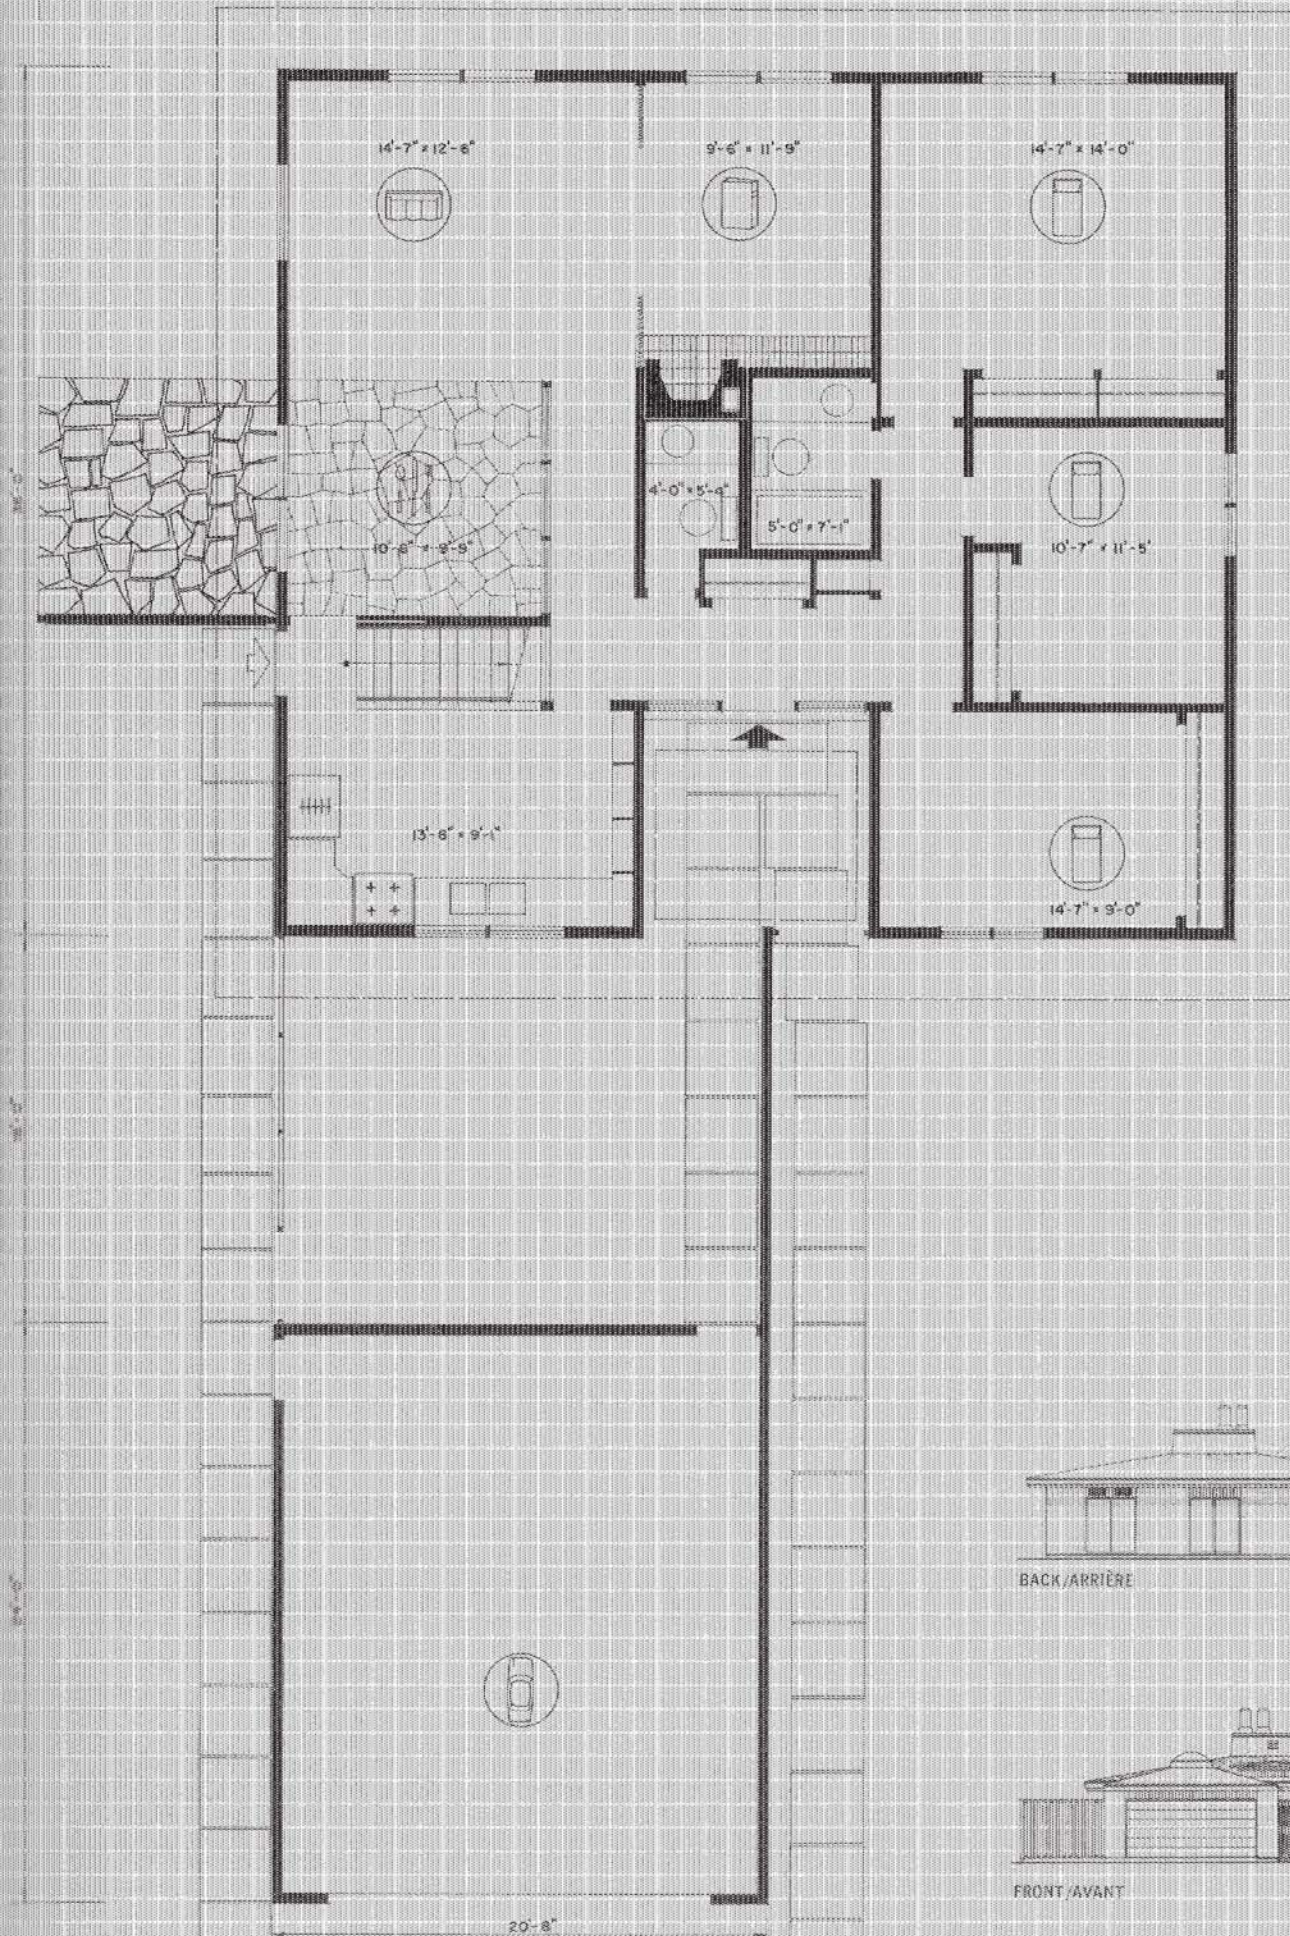 14'-7" × 12'-8"
9'-6" × 11'-9"
14'-7" × 14'-0"
4'-0" × 5'-4"
5'-0" × 7'-1"
10'-8" × 9'-9"
10'-7" × 11'-5"
13'-8" × 9'-1"
14'-7" × 9'-0"
BACK/ARRIÈRE
FRONT/AVANT
20'-8"